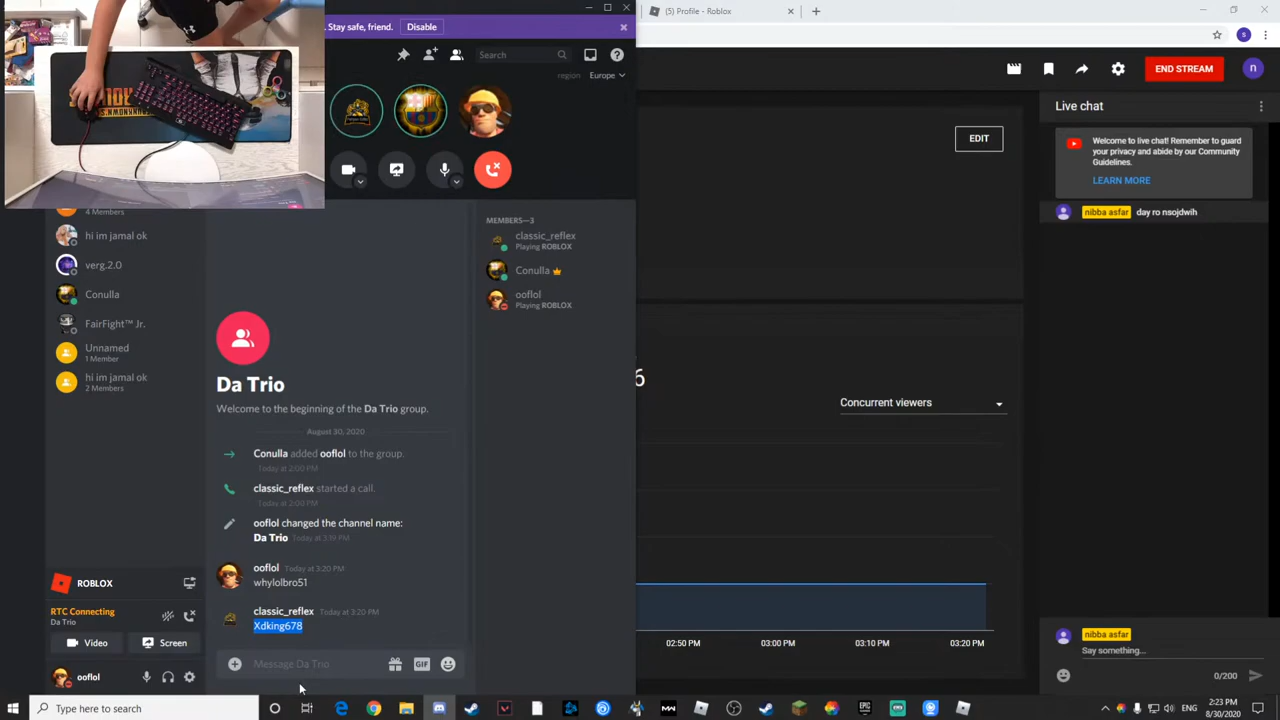 . Stay safe, friend.
Disable
Search
region
Europe
4 Members
hi im jamal ok
verg.2.0
Conulla
FairFight™ Jr.
Unnamed
1 Member
hi im jamal ok
2 Members
ROBLOX
RTC Connecting
Da Trio
Video
Screen
ooflol
Da Trio
Welcome to the beginning of the Da Trio group.
August 30, 2020
Conulla added ooflol to the group.
Today at 2:00 PM
classic_reflex started a call.
Today at 2:00 PM
ooflol changed the channel name:
Da Trio Today at 3:19 PM
ooflol Today at 3:20 PM
whylolbro51
classic_reflex Today at 3:20 PM
Xdking678
Message Da Trio
GIF
MEMBERS—3
classic_reflex
Playing ROBLOX
Conulla
ooflol
Playing ROBLOX
(5) Profile - Roblox
s
END STREAM
n
EDIT
6
Concurrent viewers
02:50 PM
03:00 PM
03:10 PM
03:20 PM
Live chat
Welcome to live chat! Remember to guard
your privacy and abide by our Community
Guidelines.
LEARN MORE
nibba asfar day ro nsojdwih
nibba asfar
Say something...
0/200
Type here to search
2:23 PM
8/30/2020